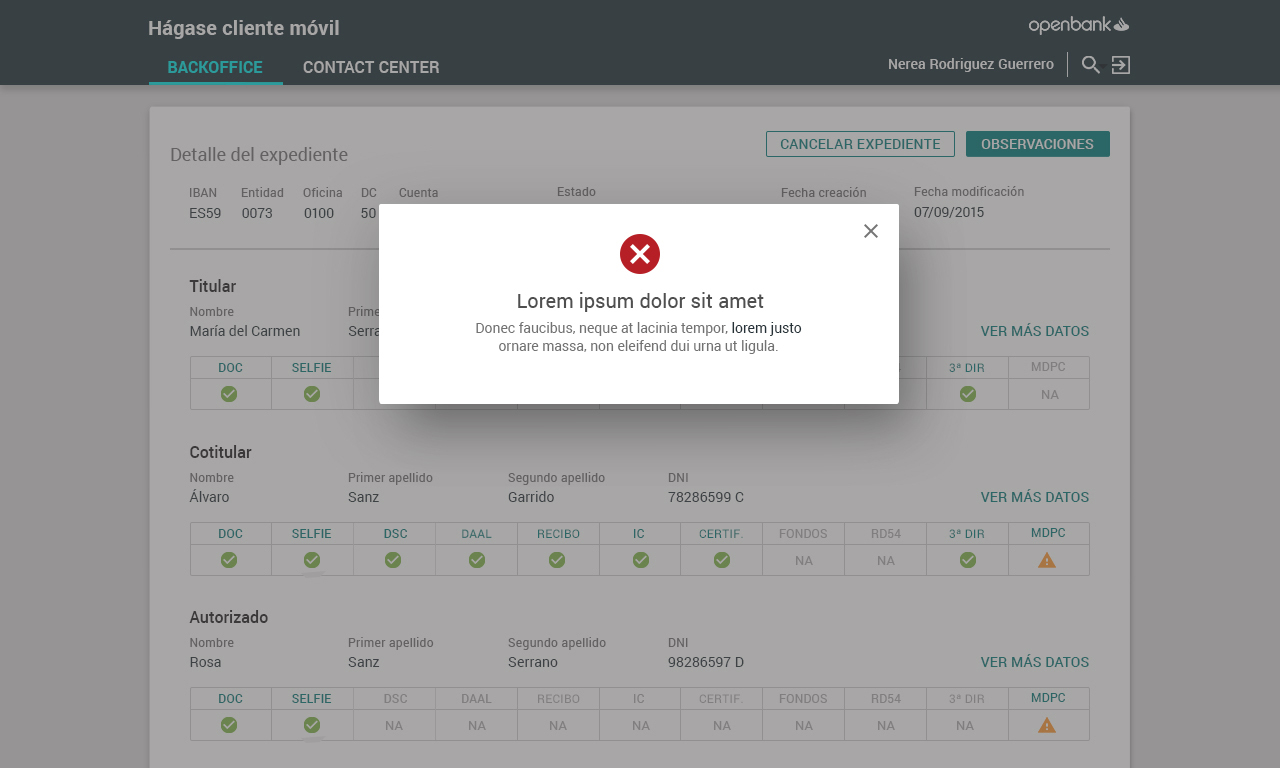 Hágase cliente móvil
openbank
BACKOFFICE CONTACT CENTER
Nerea Rodriguez Guerrero
Detalle del expediente
CANCELAR EXPEDIENTE OBSERVACIONES
IBAN Entidad Oficina DC Cuenta Estado Fecha creación Fecha modificación
ES59 0073 0100 50 07/09/2015
Lorem ipsum dolor sit amet
Donec faucibus, neque at lacinia tempor, lorem justo
ornare massa, non eleifend dui urna ut ligula.
Titular
Nombre
María del Carmen VER MÁS DATOS
DOC SELFIE 3ª DIR MDPC
NA
Cotitular
Nombre Primer apellido Segundo apellido DNI
Álvaro Sanz Garrido 78286599 C VER MÁS DATOS
DOC SELFIE DSC DAAL RECIBO IC CERTIF. FONDOS RD54 3ª DIR MDPC
NA NA
Autorizado
Nombre Primer apellido Segundo apellido DNI
Rosa Sanz Serrano 98286597 D VER MÁS DATOS
DOC SELFIE DSC DAAL RECIBO IC CERTIF. FONDOS RD54 3ª DIR MDPC
NA NA NA NA NA NA NA NA